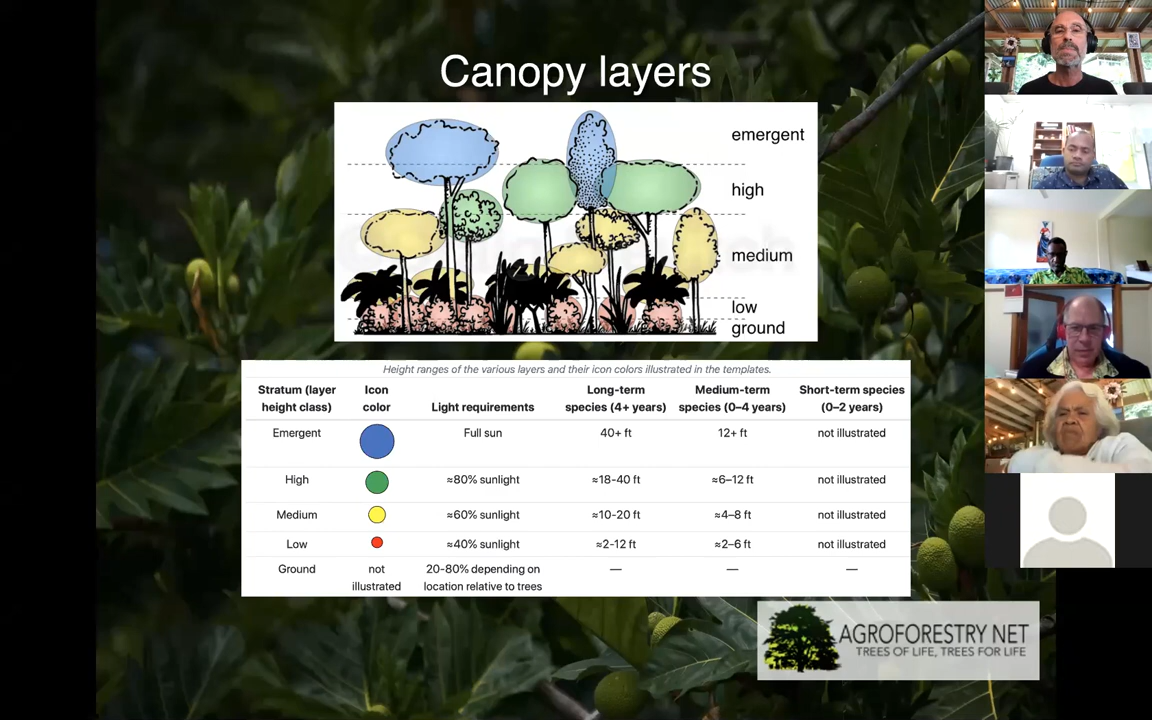 Canopy layers
emergent
high
medium
low
ground
Height ranges of the various layers and their icon colors illustrated in the templates.
Stratum (layer height class) Icon color Light requirements Long-term species (4+ years) Medium-term species (0–4 years) Short-term species (0–2 years)
Emergent Full sun 40+ ft 12+ ft not illustrated
High ≈80% sunlight ≈18-40 ft ≈6–12 ft not illustrated
Medium ≈60% sunlight ≈10-20 ft ≈4–8 ft not illustrated
Low ≈40% sunlight ≈2-12 ft ≈2–6 ft not illustrated
Ground not illustrated 20-80% depending on location relative to trees — — —
AGROFORESTRY NET
TREES OF LIFE, TREES FOR LIFE